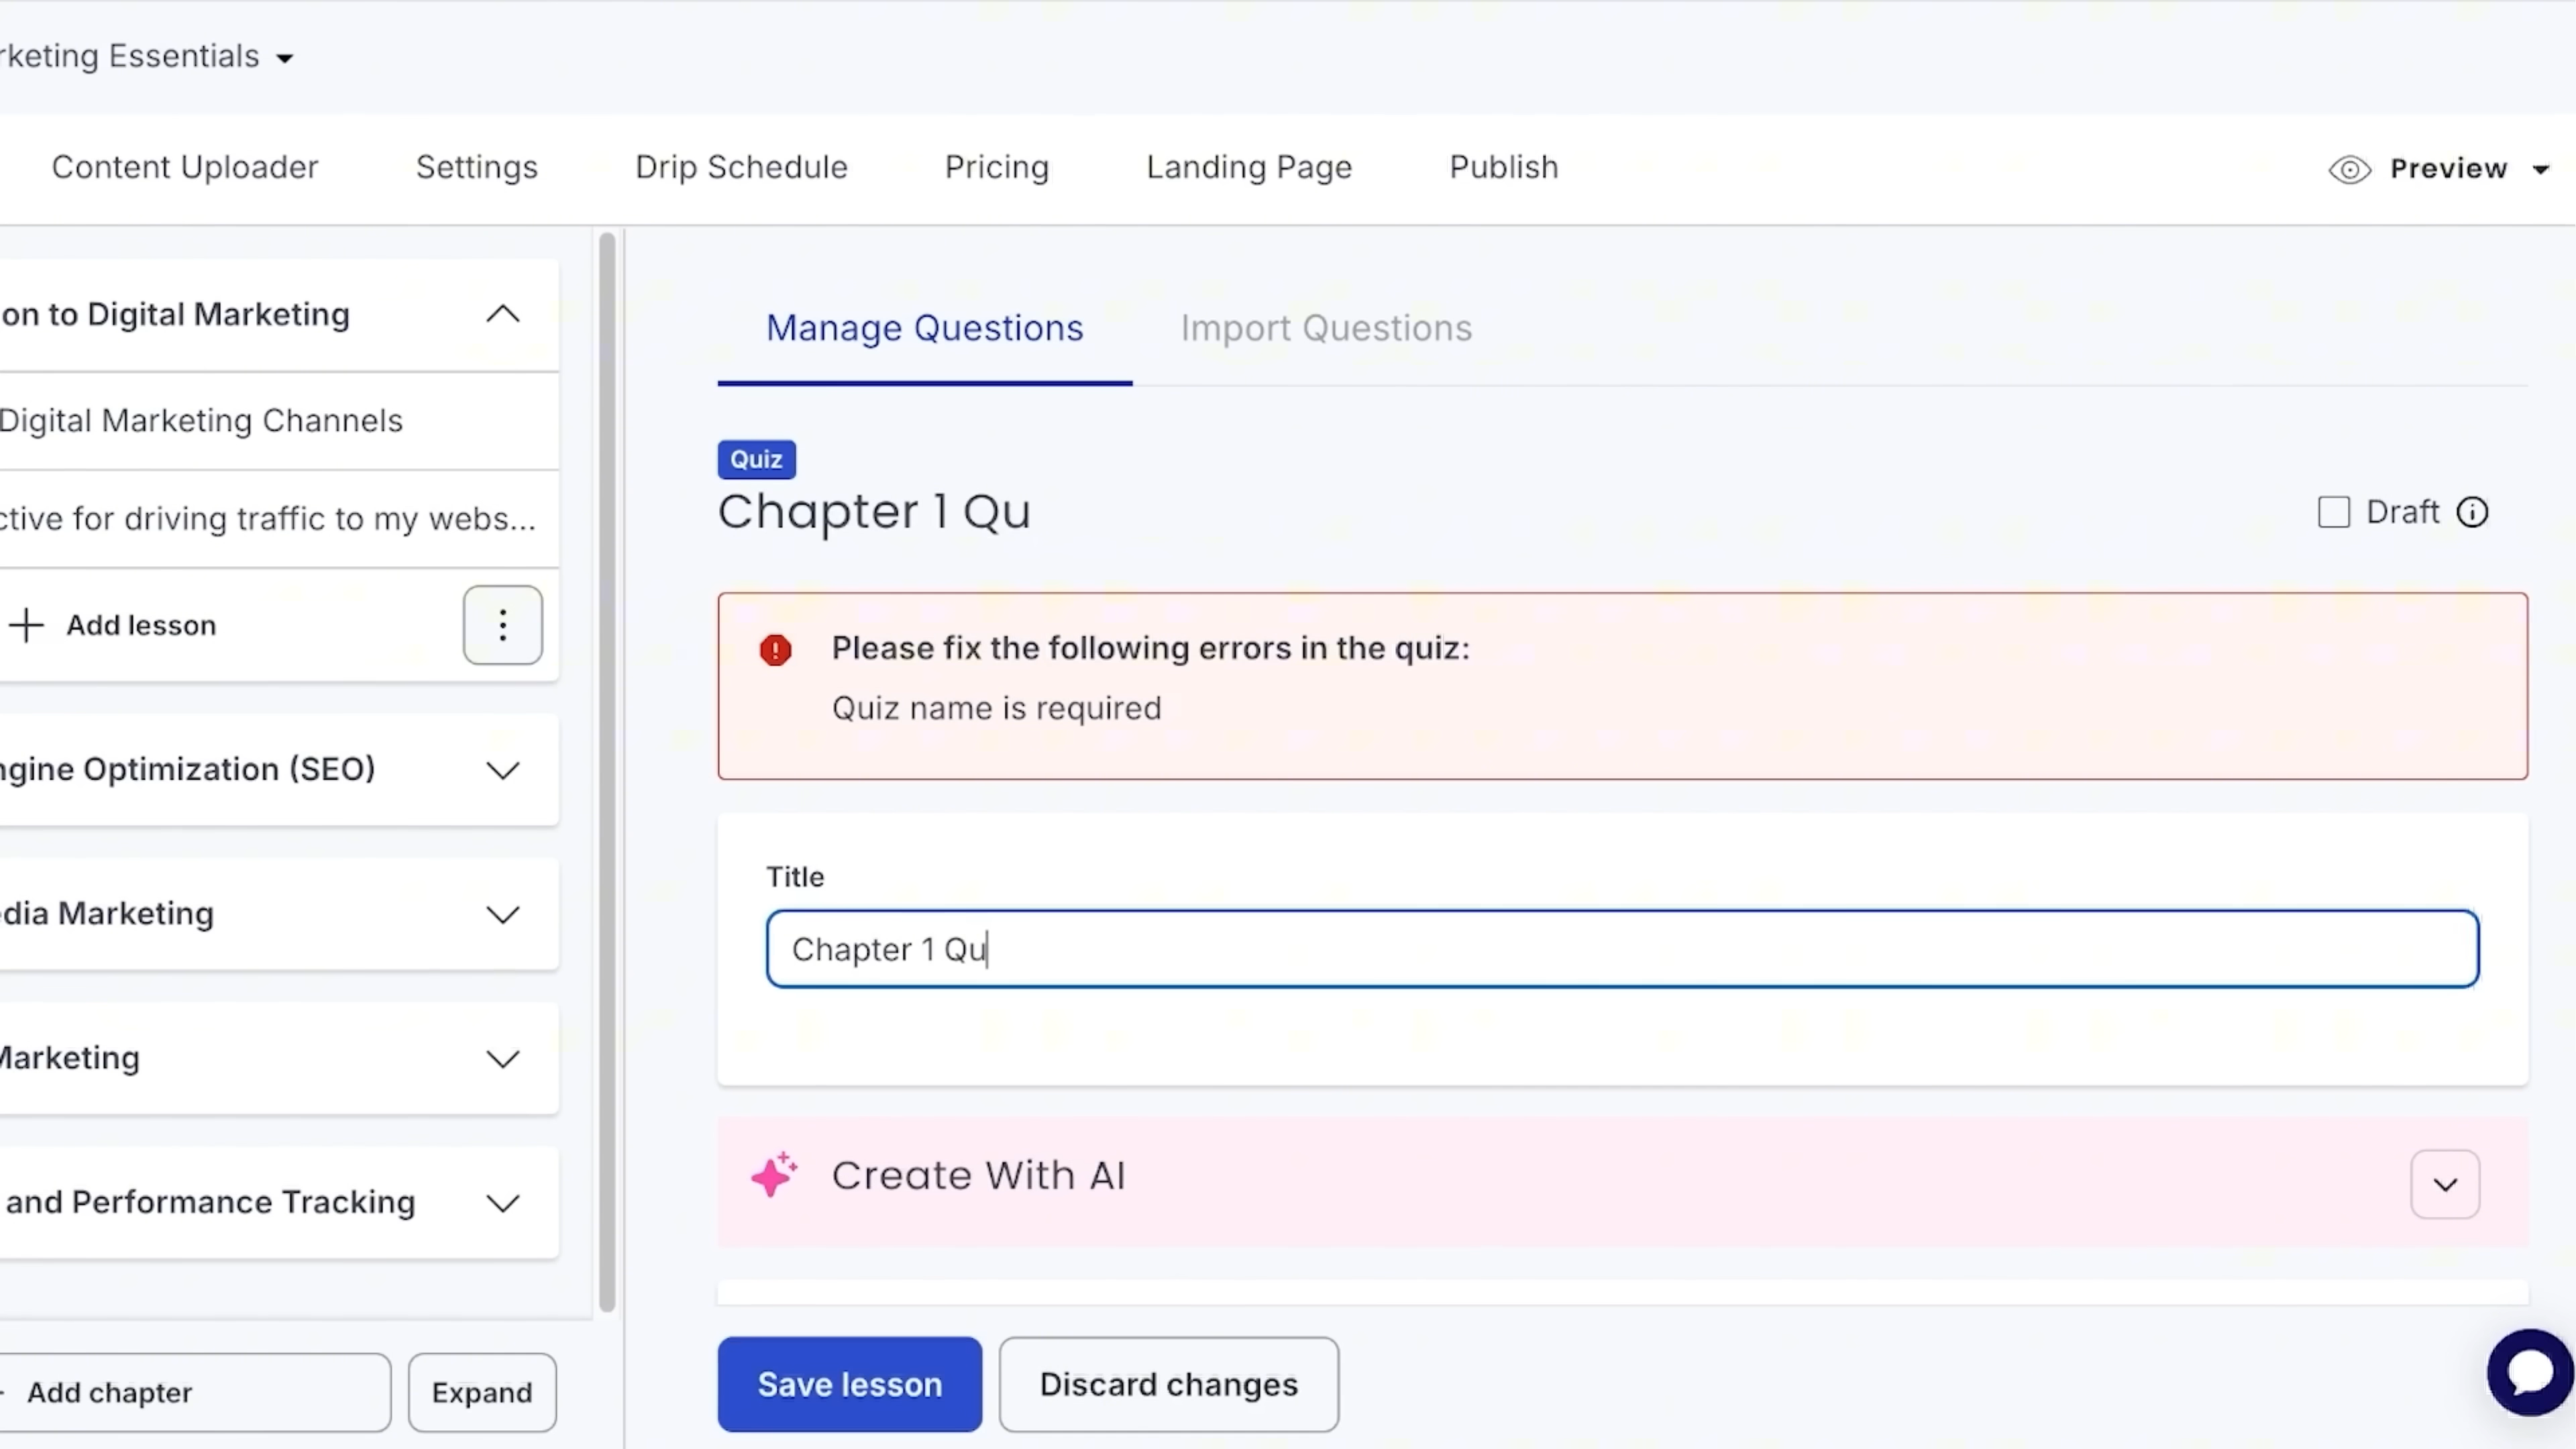 rketing Essentials
Content Uploader Settings Drip Schedule Pricing Landing Page Publish Preview
on to Digital Marketing
Digital Marketing Channels
ctive for driving traffic to my webs...
Add lesson
ngine Optimization (SEO)
edia Marketing
Marketing
and Performance Tracking
Add chapter
Expand
Manage Questions Import Questions
Quiz
Chapter 1 Qu
Draft
Please fix the following errors in the quiz:
Quiz name is required
Title
Chapter 1 Qu
Create With AI
Save lesson
Discard changes